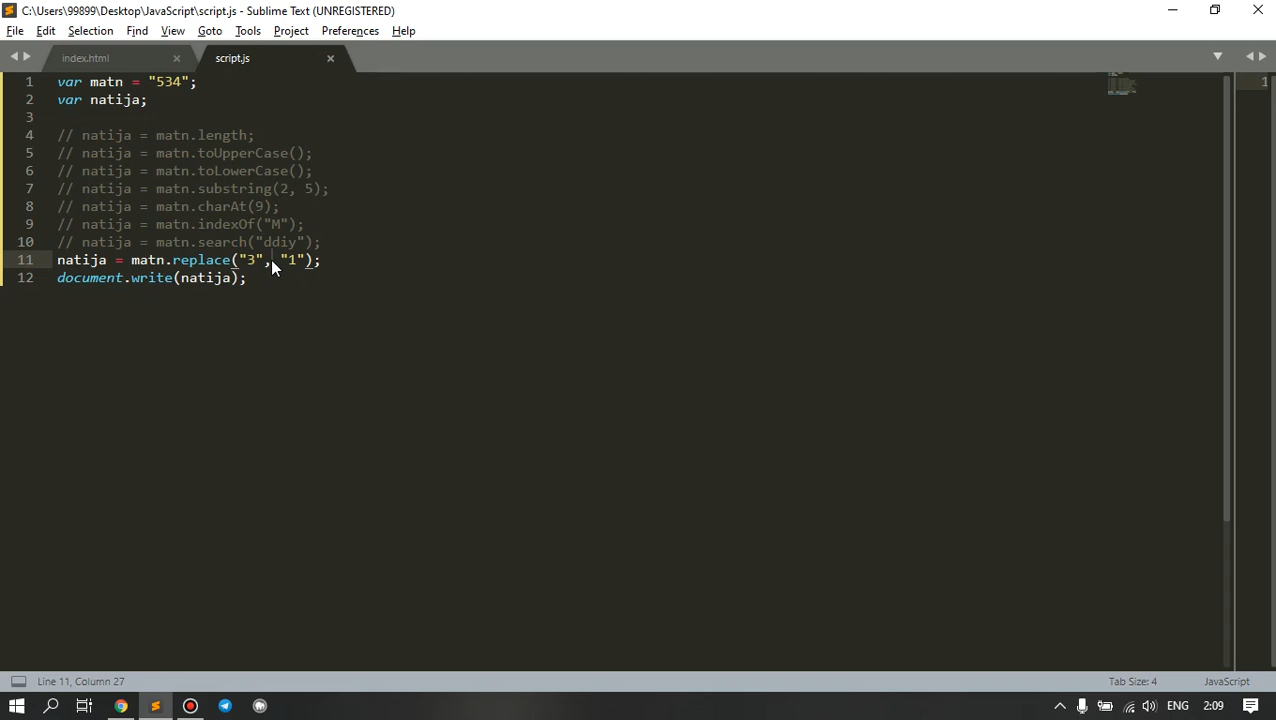 C:\Users\99899\Desktop\JavaScript\script.js - Sublime Text (UNREGISTERED)
File Edit Selection Find View Goto Tools Project Preferences Help
index.html script.js
1 var matn = "534"; 1
2 var natija;
3
4 // natija = matn.length;
5 // natija = matn.toUpperCase();
6 // natija = matn.toLowerCase();
7 // natija = matn.substring(2, 5);
8 // natija = matn.charAt(9);
9 // natija = matn.indexOf("M");
10 // natija = matn.search("ddiy");
11 natija = matn.replace("3", "1");
12 document.write(natija);
Line 11, Column 27 Tab Size: 4 JavaScript
ENG 2:09